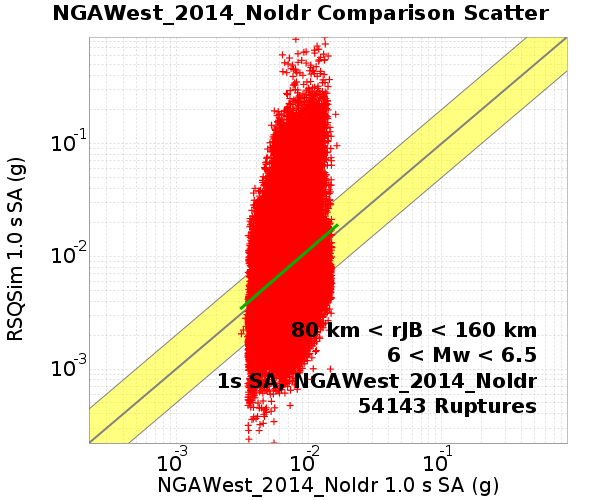 NGAWest_2014_NoIdr Comparison Scatter
RSQSim 1.0 s SA (g)
10-1
10-2
10-3
80 km < rJB < 160 km
6 < Mw < 6.5
1s SA, NGAWest_2014_NoIdr
54143 Ruptures
10-3 10-2 10-1
NGAWest_2014_NoIdr 1.0 s SA (g)